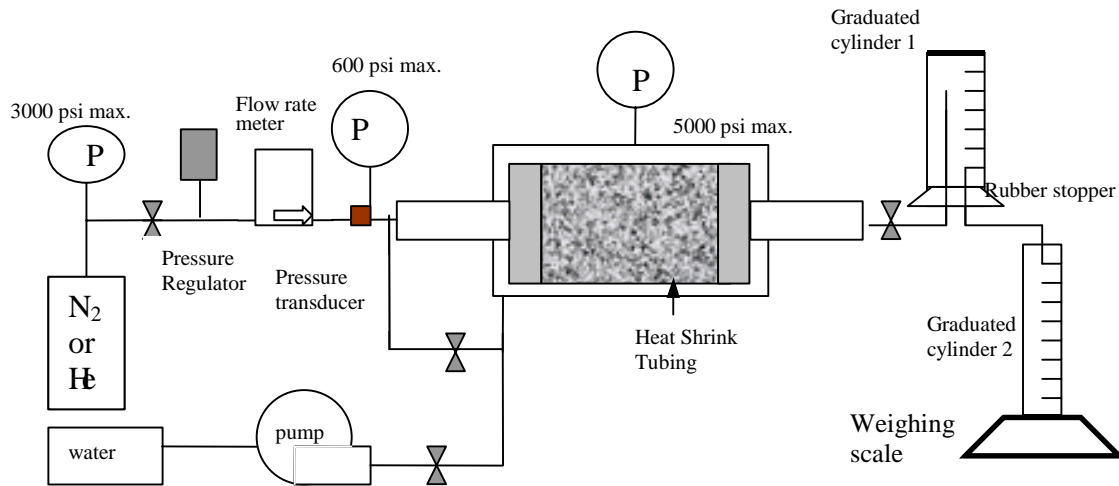 3000 psi max.
P
Pressure
Regulator
N2
or
He
water
pump
Flow rate
meter
600 psi max.
P
Pressure
transducer
P
5000 psi max.
Heat Shrink
Tubing
Graduated
cylinder 1
Rubber stopper
Graduated
cylinder 2
Weighing
scale